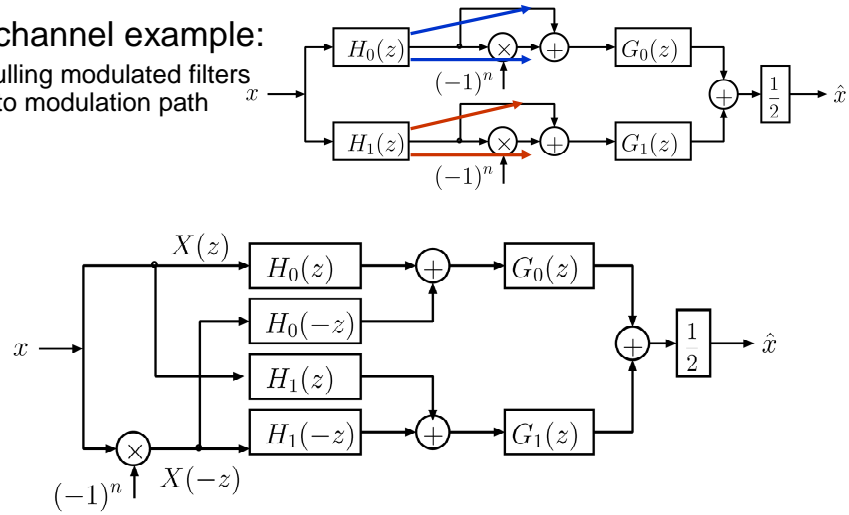 channel example:
ulling modulated filters
to modulation path
x
H_0(z)
×
+
G_0(z)
(-1)^n
H_1(z)
×
+
G_1(z)
(-1)^n
+
1/2
x̂
X(z)
H_0(z)
+
G_0(z)
H_0(-z)
x
+
1/2
x̂
H_1(z)
×
H_1(-z)
+
G_1(z)
X(-z)
(-1)^n